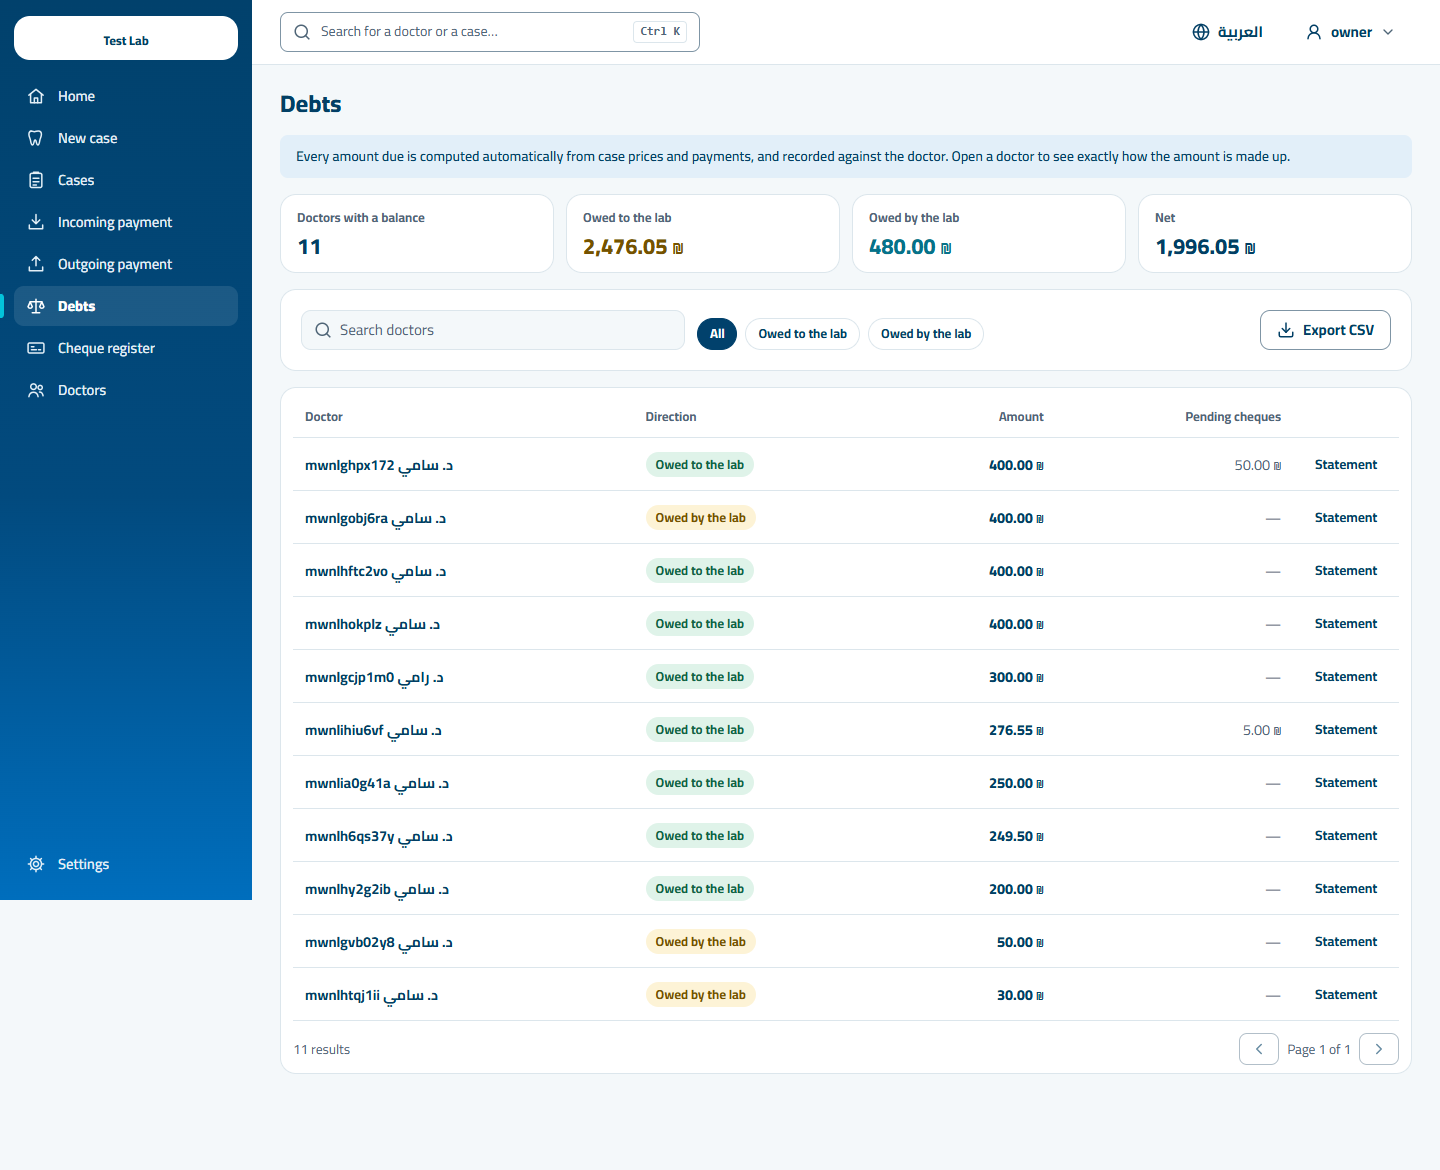 Test Lab
Search for a doctor or a case...
Ctrl K
العربية
owner
Home
New case
Cases
Incoming payment
Outgoing payment
Debts
Cheque register
Doctors
Settings
Debts
Every amount due is computed automatically from case prices and payments, and recorded against the doctor. Open a doctor to see exactly how the amount is made up.
Doctors with a balance
11
Owed to the lab
2,476.05 ₪
Owed by the lab
480.00 ₪
Net
1,996.05 ₪
Search doctors
All
Owed to the lab
Owed by the lab
Export CSV
Doctor Direction Amount Pending cheques
د. سامي mwnlghpx172 Owed to the lab 400.00 ₪ 50.00 ₪ Statement
د. سامي mwnlgobj6ra Owed by the lab 400.00 ₪ — Statement
د. سامي mwnlhftc2vo Owed to the lab 400.00 ₪ — Statement
د. سامي mwnlhokplz Owed to the lab 400.00 ₪ — Statement
د. رامي mwnlgcjp1m0 Owed to the lab 300.00 ₪ — Statement
د. سامي mwnlihiu6vf Owed to the lab 276.55 ₪ 5.00 ₪ Statement
د. سامي mwnlia0g41a Owed to the lab 250.00 ₪ — Statement
د. سامي mwnlh6qs37y Owed to the lab 249.50 ₪ — Statement
د. سامي mwnlhy2g2ib Owed to the lab 200.00 ₪ — Statement
د. سامي mwnlgvb02y8 Owed by the lab 50.00 ₪ — Statement
د. سامي mwnlhtqj1ii Owed by the lab 30.00 ₪ — Statement
11 results
Page 1 of 1